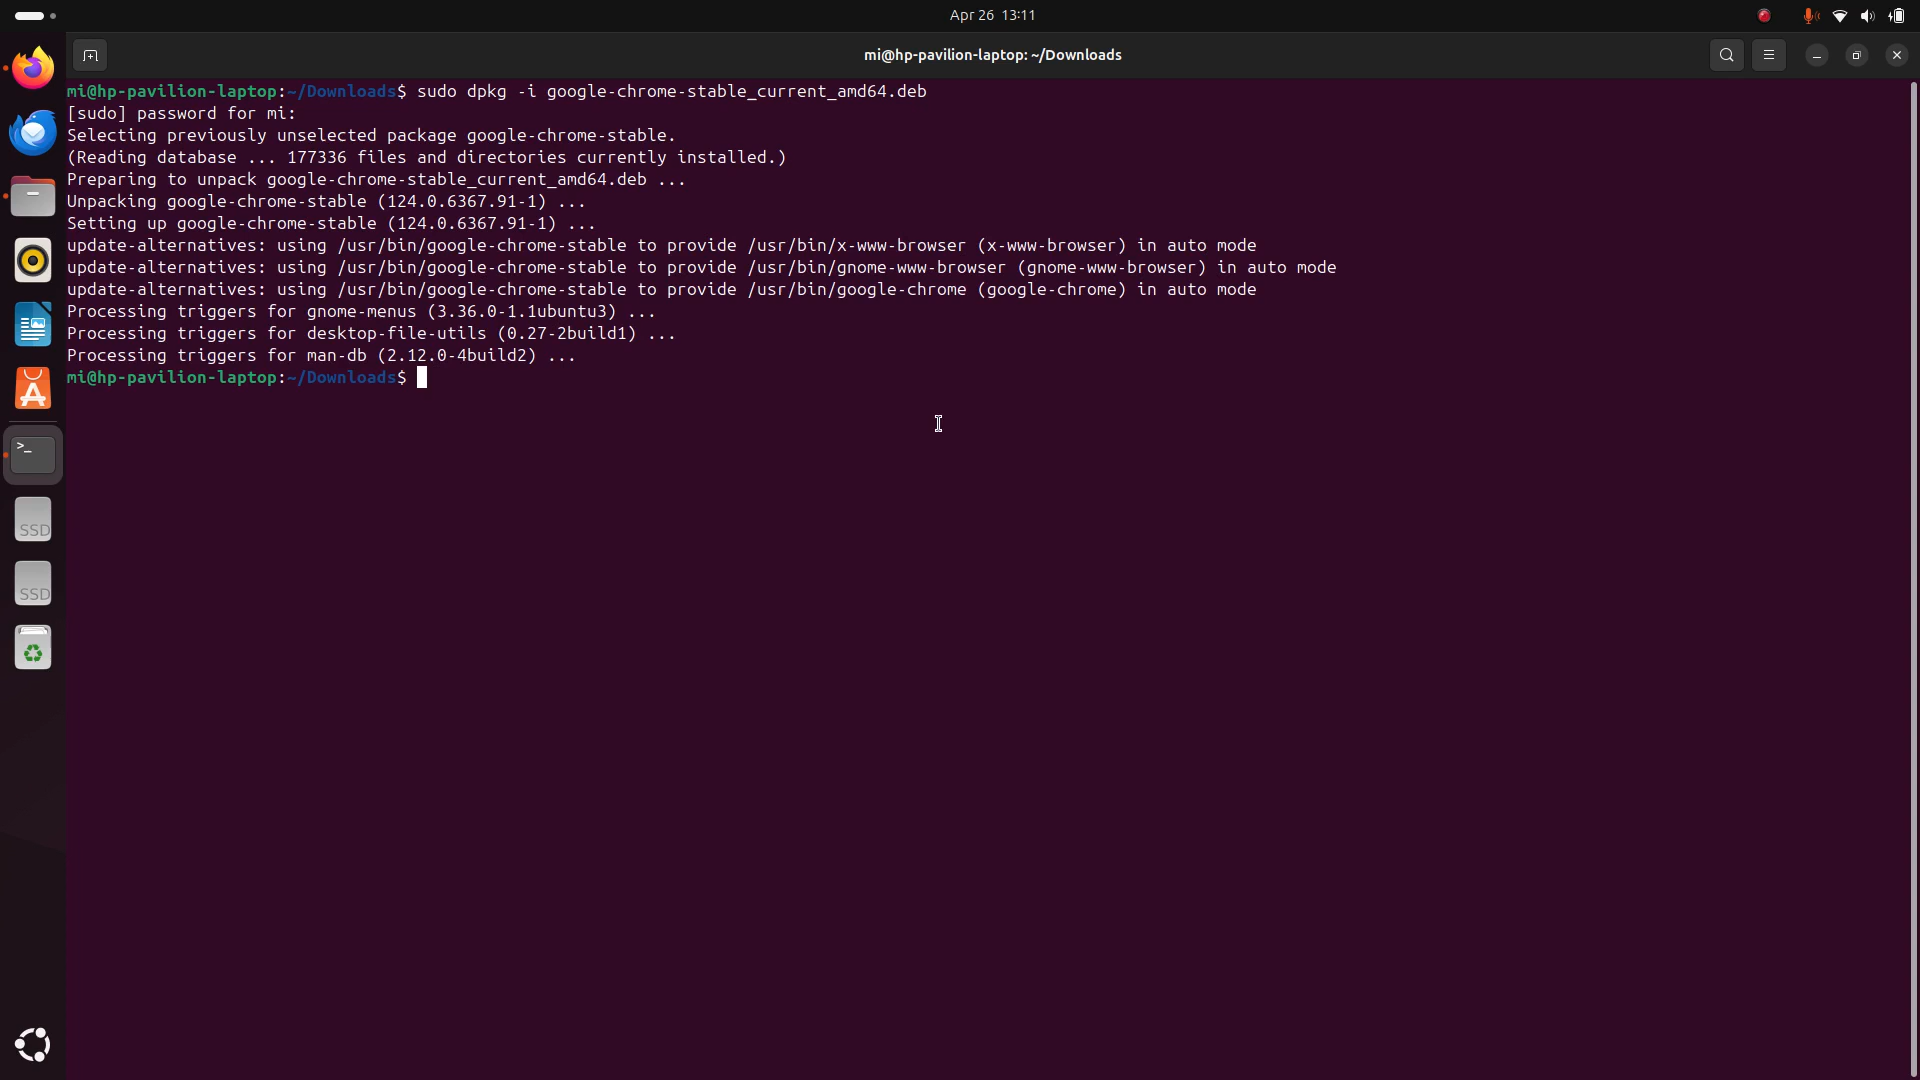 Apr 26 13:11
mi@hp-pavilion-laptop: ~/Downloads
mi@hp-pavilion-laptop:~/Downloads$ sudo dpkg -i google-chrome-stable_current_amd64.deb
[sudo] password for mi:
Selecting previously unselected package google-chrome-stable.
(Reading database ... 177336 files and directories currently installed.)
Preparing to unpack google-chrome-stable_current_amd64.deb ...
Unpacking google-chrome-stable (124.0.6367.91-1) ...
Setting up google-chrome-stable (124.0.6367.91-1) ...
update-alternatives: using /usr/bin/google-chrome-stable to provide /usr/bin/x-www-browser (x-www-browser) in auto mode
update-alternatives: using /usr/bin/google-chrome-stable to provide /usr/bin/gnome-www-browser (gnome-www-browser) in auto mode
update-alternatives: using /usr/bin/google-chrome-stable to provide /usr/bin/google-chrome (google-chrome) in auto mode
Processing triggers for gnome-menus (3.36.0-1.1ubuntu3) ...
Processing triggers for desktop-file-utils (0.27-2build1) ...
Processing triggers for man-db (2.12.0-4build2) ...
mi@hp-pavilion-laptop:~/Downloads$
>_
SSD
SSD